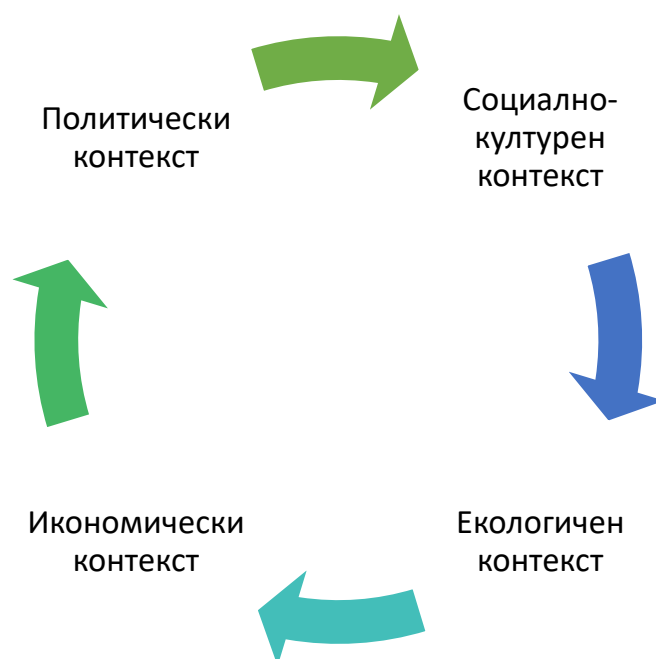 Политически
контекст
Социално-
културен
контекст
Екологичен
контекст
Икономически
контекст